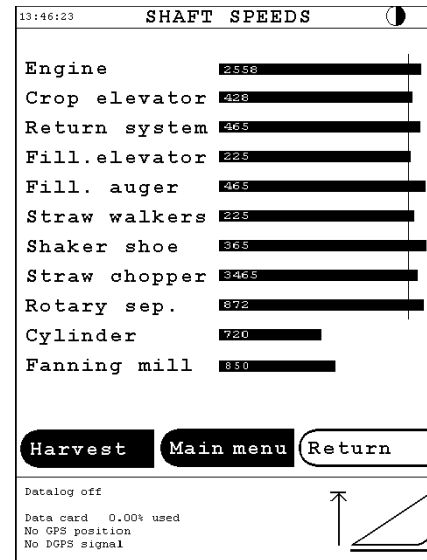 13:46:23 SHAFT SPEEDS
Engine 2558
Crop elevator 428
Return system 465
Fill.elevator 225
Fill. auger 465
Straw walkers 225
Shaker shoe 365
Straw chopper 3465
Rotary sep. 872
Cylinder 720
Fanning mill 850
Harvest Main menu Return
Datalog off
Data card 0.00% used
No GPS position
No DGPS signal